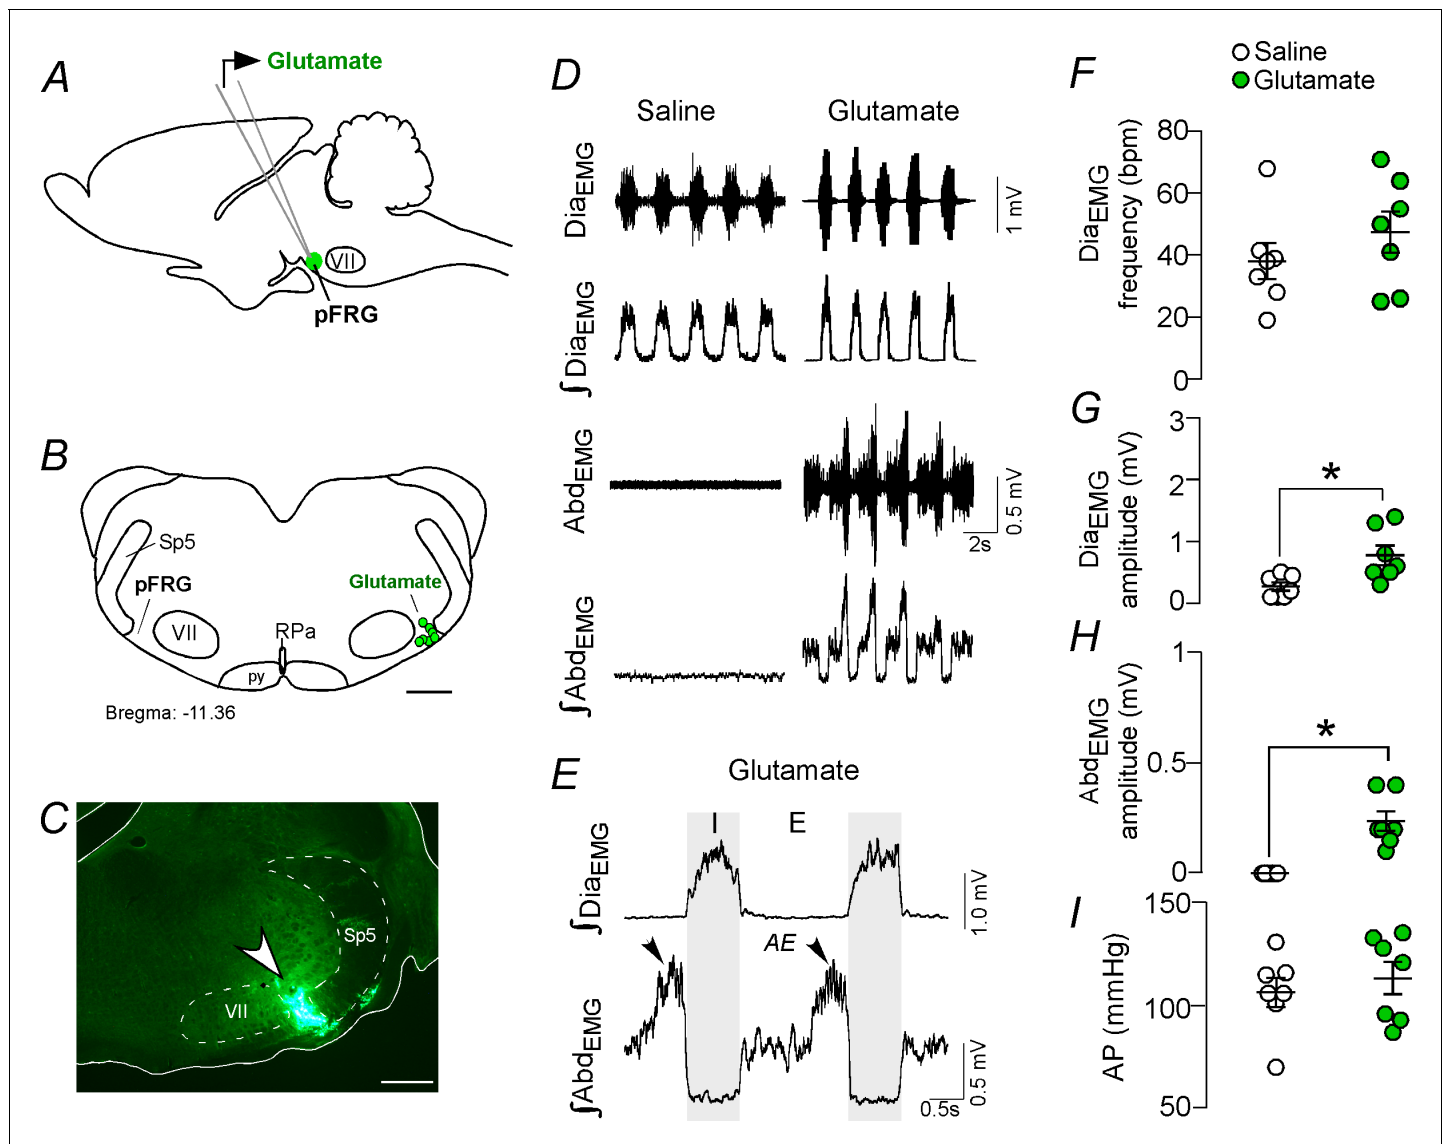 A
Glutamate
VII
pFRG
B
Sp5
pFRG
Glutamate
VII
RPa
py
Bregma: -11.36
C
Sp5
VII
D
Saline
Glutamate
DiaEMG
1 mV
∫DiaEMG
AbdEMG
0.5 mV
2s
∫AbdEMG
E
Glutamate
I
E
∫DiaEMG
1.0 mV
AE
∫AbdEMG
0.5 mV
0.5s
Saline
Glutamate
F
DiaEMG
frequency (bpm)
80
60
40
20
0
G
DiaEMG
amplitude (mV)
3
2
1
0
*
H
AbdEMG
amplitude (mV)
1
0.5
0
*
I
AP (mmHg)
150
100
50